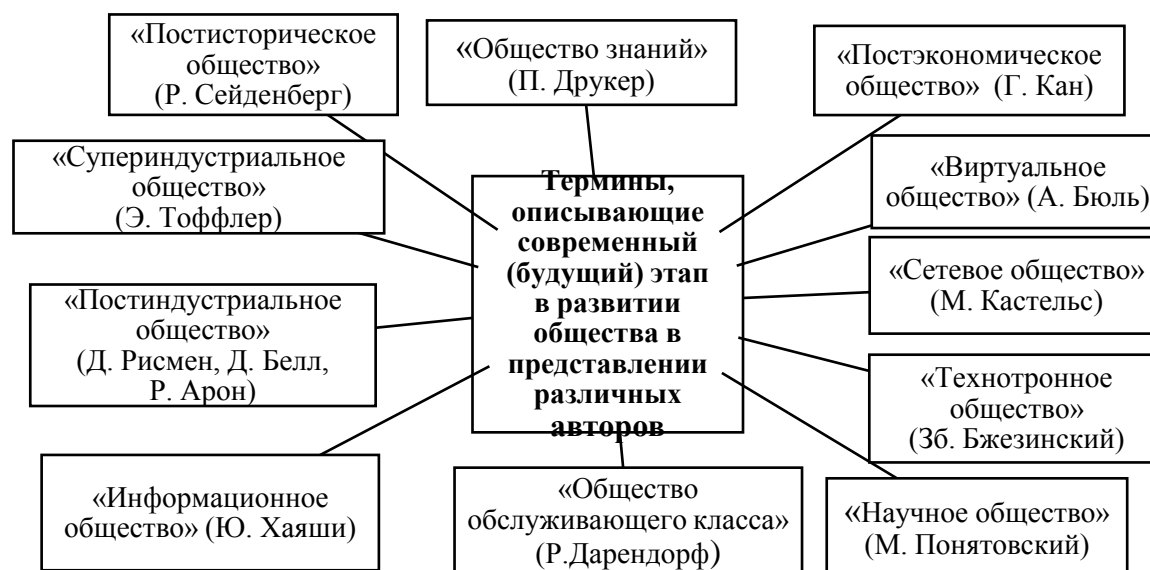 «Постисторическое
общество»
(Р. Сейденберг)
«Общество знаний»
(П. Друкер)
«Постэкономическое
общество» (Г. Кан)
«Супериндустриальное
общество»
(Э. Тоффлер)
«Виртуальное
общество» (А. Бюль)
Термины,
описывающие
современный
(будущий) этап
в развитии
общества в
представлении
различных
авторов
«Сетевое общество»
(М. Кастельс)
«Постиндустриальное
общество»
(Д. Рисмен, Д. Белл,
Р. Арон)
«Технотронное
общество»
(Зб. Бжезинский)
«Информационное
общество» (Ю. Хаяши)
«Общество
обслуживающего класса»
(Р.Дарендорф)
«Научное общество»
(М. Понятовский)